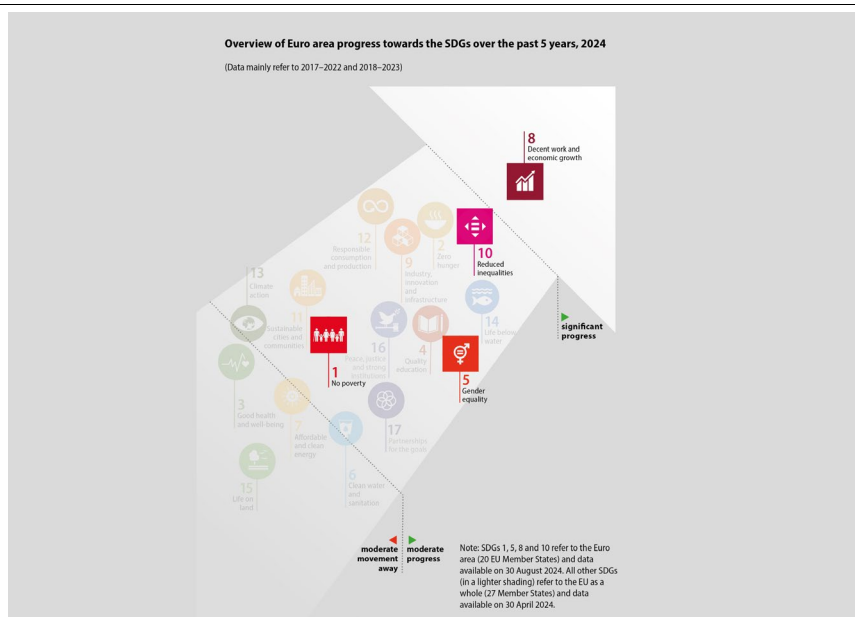 Overview of Euro area progress towards the SDGs over the past 5 years, 2024
(Data mainly refer to 2017–2022 and 2018–2023)
8
Decent work and
economic growth
12
Responsible
consumption
and production
2
Zero
hunger
10
Reduced
inequalities
9
Industry,
innovation
and
infrastructure
13
Climate
action
11
Sustainable
cities and
communities
14
Life below
water
significant
progress
16
Peace, justice
and strong
institutions
4
Quality
education
1
No poverty
5
Gender
equality
3
Good health
and well-being
7
Affordable
and clean
energy
17
Partnerships
for the goals
6
Clean water
and
sanitation
15
Life on
land
moderate
movement
away
moderate
progress
Note: SDGs 1, 5, 8 and 10 refer to the Euro
area (20 EU Member States) and data
available on 30 August 2024. All other SDGs
(in a lighter shading) refer to the EU as a
whole (27 Member States) and data
available on 30 April 2024.